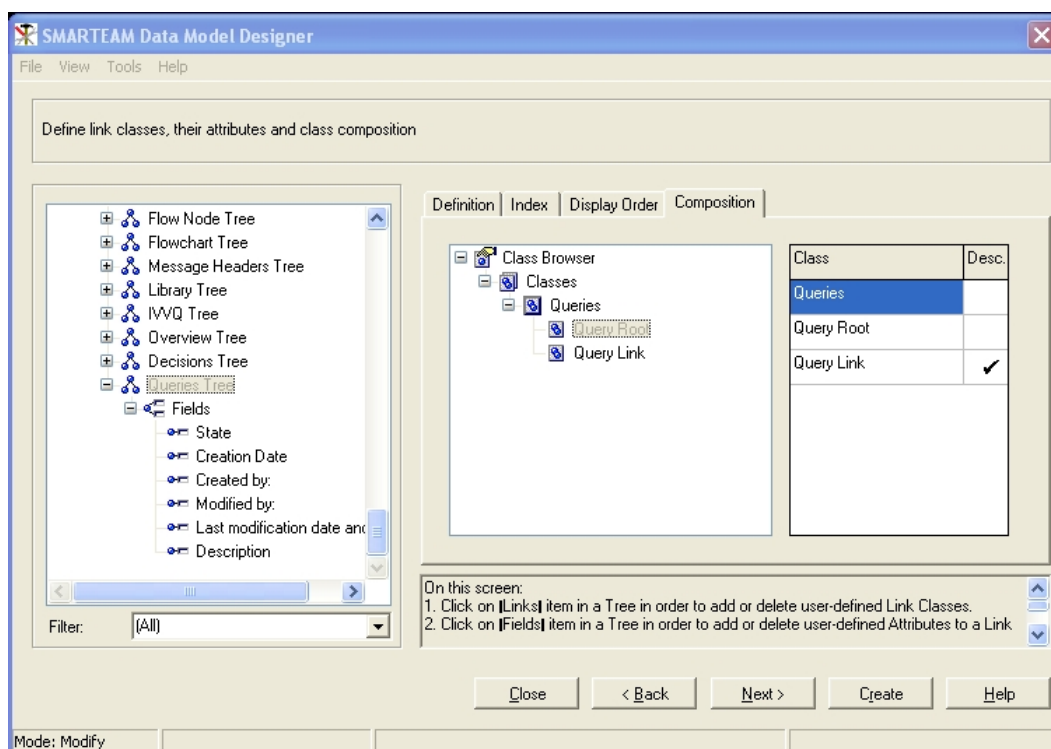 SMARTEAM Data Model Designer
File View Tools Help
Define link classes, their attributes and class composition
Flow Node Tree
Flowchart Tree
Message Headers Tree
Library Tree
IVVQ Tree
Overview Tree
Decisions Tree
Queries Tree
Fields
State
Creation Date
Created by:
Modified by:
Last modification date and
Description
Filter: (All)
Definition Index Display Order Composition
Class Browser
Classes
Queries
Query Root
Query Link
Class Desc.
Queries
Query Root
Query Link
On this screen:
1. Click on |Links| item in a Tree in order to add or delete user-defined Link Classes.
2. Click on |Fields| item in a Tree in order to add or delete user-defined Attributes to a Link
Close < Back Next > Create Help
Mode: Modify